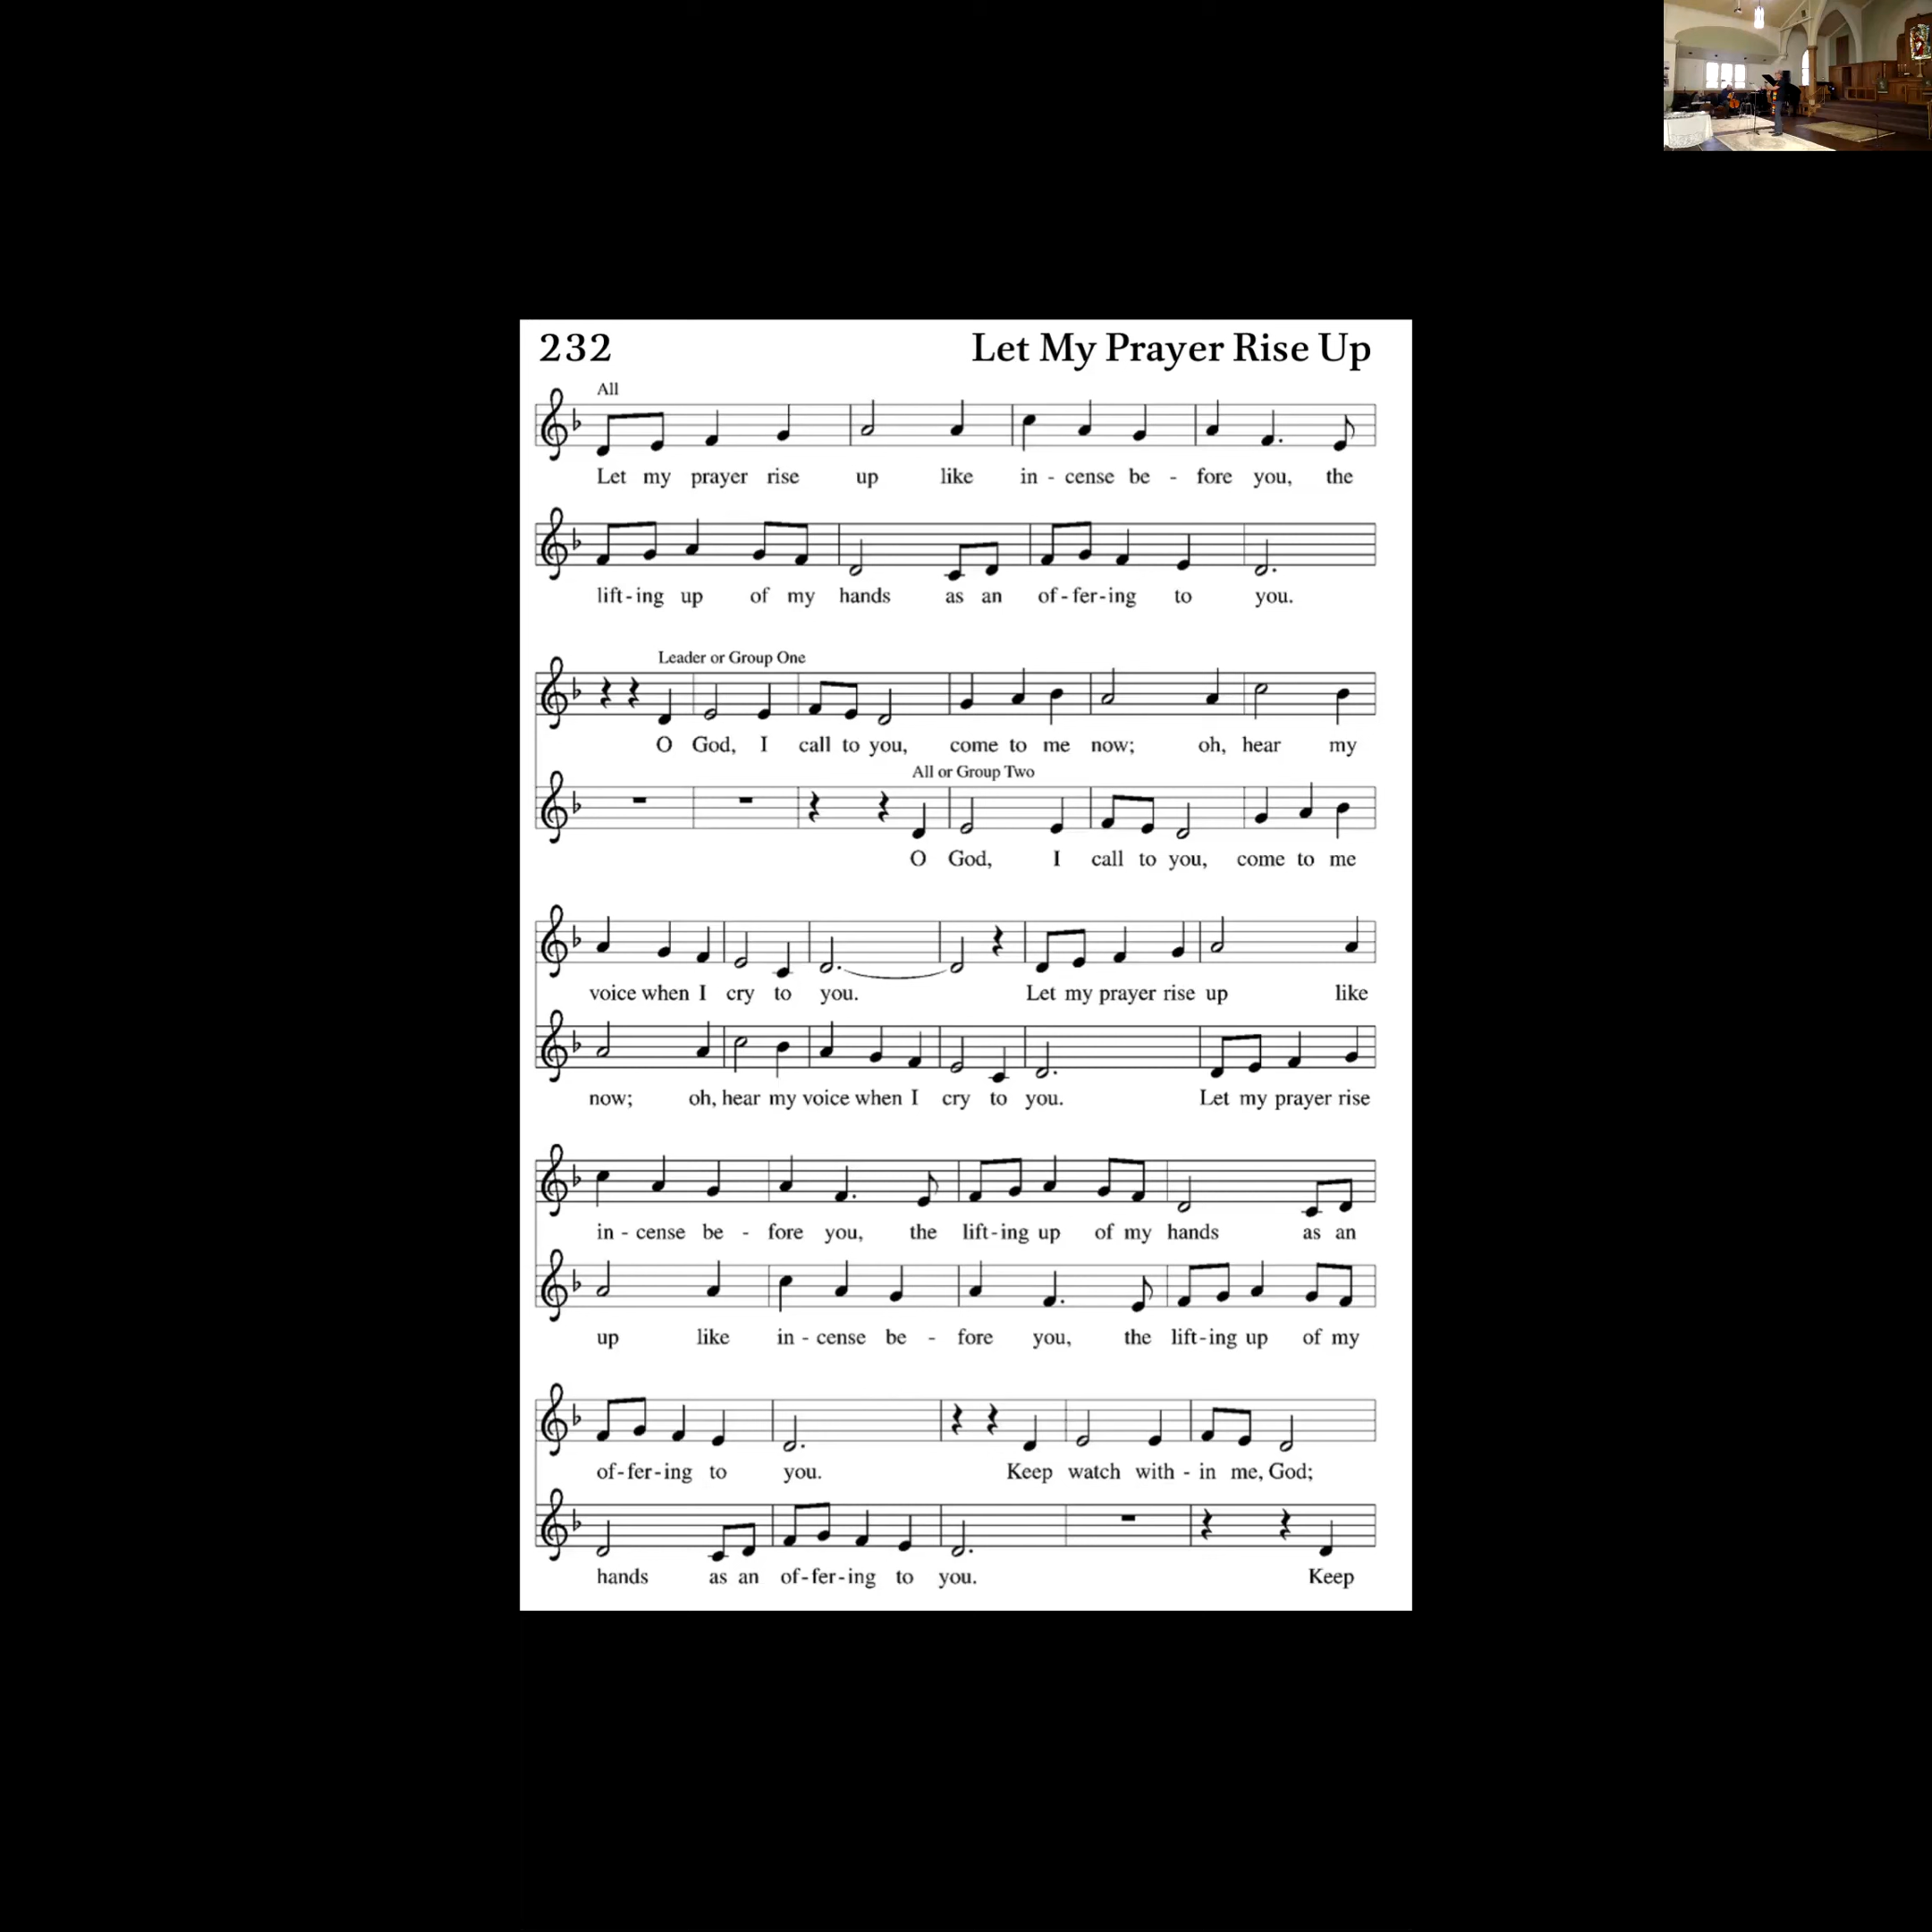 232 Let My Prayer Rise Up
All
Let my prayer rise up like in - cense be - fore you, the
lift - ing up of my hands as an of - fer - ing to you.
Leader or Group One
O God, I call to you, come to me now; oh, hear my
All or Group Two
O God, I call to you, come to me
voice when I cry to you. Let my prayer rise up like
now; oh, hear my voice when I cry to you. Let my prayer rise
in - cense be - fore you, the lift - ing up of my hands as an
up like in - cense be - fore you, the lift - ing up of my
of - fer - ing to you. Keep watch with - in me, God;
hands as an of - fer - ing to you. Keep